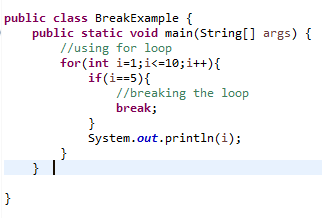 public class BreakExample {
    public static void main(String[] args) {
        //using for loop
        for(int i=1;i<=10;i++){
            if(i==5){
                //breaking the loop
                break;
            }
            System.out.println(i);
        }
    }
}